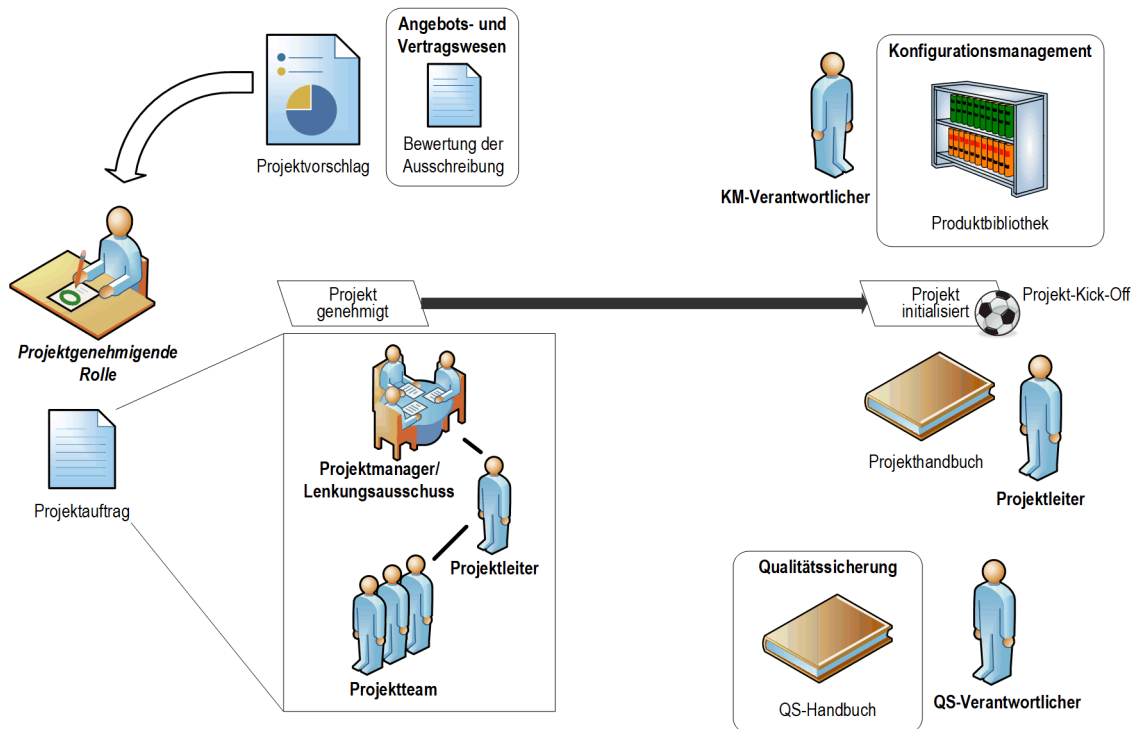 Angebots- und
Vertragswesen
Projektvorschlag
Bewertung der
Ausschreibung
Konfigurationsmanagement
KM-Verantwortlicher
Produktbibliothek
Projektgenehmigende
Rolle
Projekt
genehmigt
Projekt
initialisiert
Projekt-Kick-Off
Projektauftrag
Projektmanager/
Lenkungsausschuss
Projektleiter
Projektteam
Projekthandbuch
Projektleiter
Qualitätssicherung
QS-Handbuch
QS-Verantwortlicher